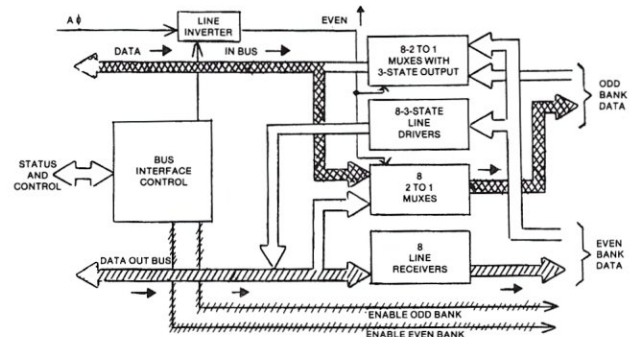 Aϕ
LINE
INVERTER
EVEN
DATA
IN BUS
8-2 TO 1
MUXES WITH
3-STATE OUTPUT
ODD
BANK
DATA
8-3-STATE
LINE
DRIVERS
STATUS
AND
CONTROL
BUS
INTERFACE
CONTROL
8
2 TO 1
MUXES
DATA OUT BUS
8
LINE
RECEIVERS
EVEN
BANK
DATA
ENABLE ODD BANK
ENABLE EVEN BANK